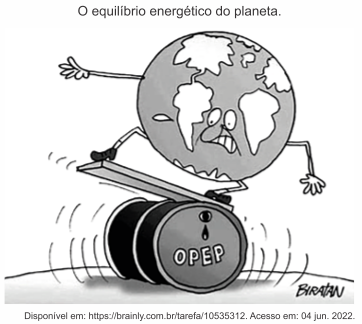 O equilíbrio energético do planeta.
OPEP
BIRATAN
Disponível em: https://brainly.com.br/tarefa/10535312. Acesso em: 04 jun. 2022.